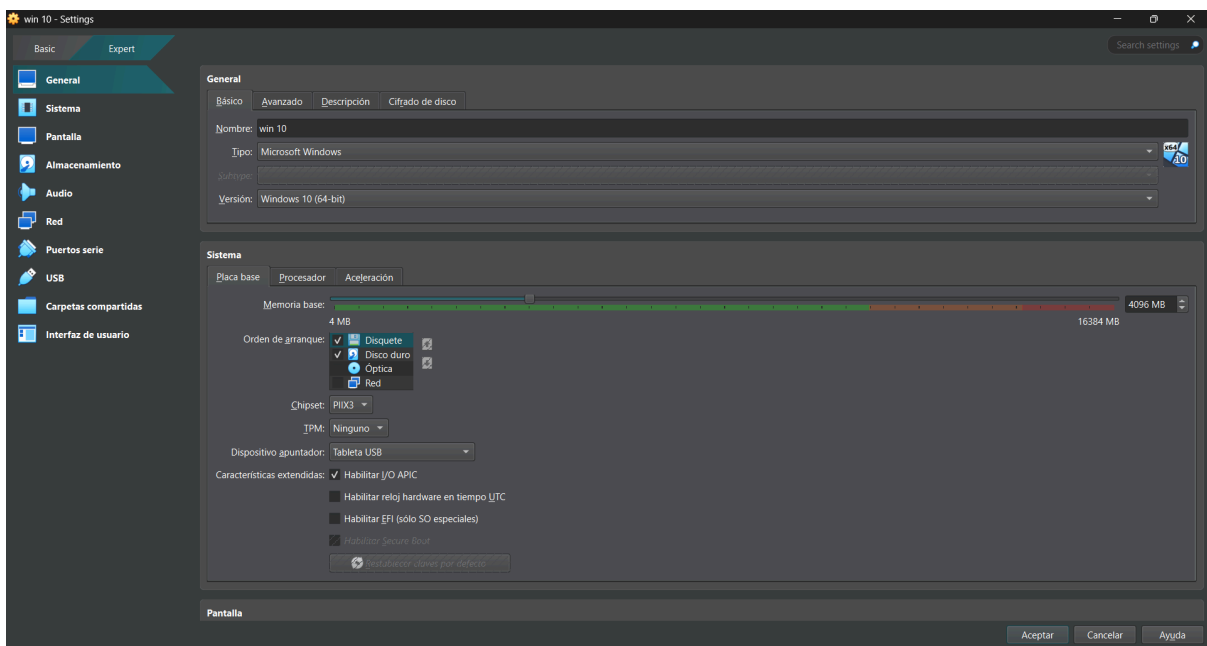 win 10 - Settings
Basic Expert Search settings
General
Sistema
Pantalla
Almacenamiento
Audio
Red
Puertos serie
USB
Carpetas compartidas
Interfaz de usuario
General
Básico Avanzado Descripción Cifrado de disco
Nombre: win 10
Tipo: Microsoft Windows
x64
10
Subtype:
Versión: Windows 10 (64-bit)
Sistema
Placa base Procesador Aceleración
Memoria base: 4096 MB
4 MB 16384 MB
Orden de arranque: Disquete
Disco duro
Óptica
Red
Chipset: PIIX3
TPM: Ninguno
Dispositivo apuntador: Tableta USB
Características extendidas: Habilitar I/O APIC
Habilitar reloj hardware en tiempo UTC
Habilitar EFI (sólo SO especiales)
Habilitar Secure Boot
Restablecer claves por defecto
Pantalla
Aceptar Cancelar Ayuda